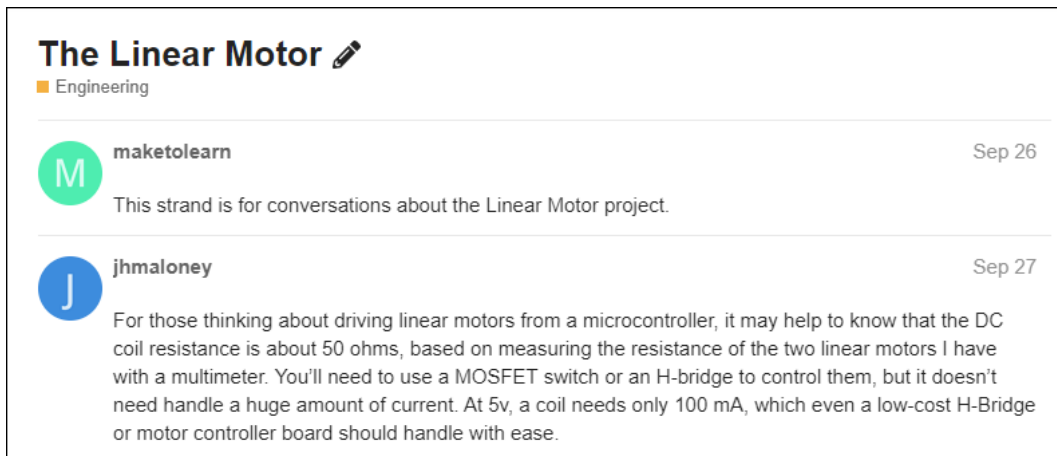 The Linear Motor
Engineering
M
maketolearn
Sep 26
This strand is for conversations about the Linear Motor project.
J
jhmaloney
Sep 27
For those thinking about driving linear motors from a microcontroller, it may help to know that the DC
coil resistance is about 50 ohms, based on measuring the resistance of the two linear motors I have
with a multimeter. You’ll need to use a MOSFET switch or an H-bridge to control them, but it doesn’t
need handle a huge amount of current. At 5v, a coil needs only 100 mA, which even a low-cost H-Bridge
or motor controller board should handle with ease.